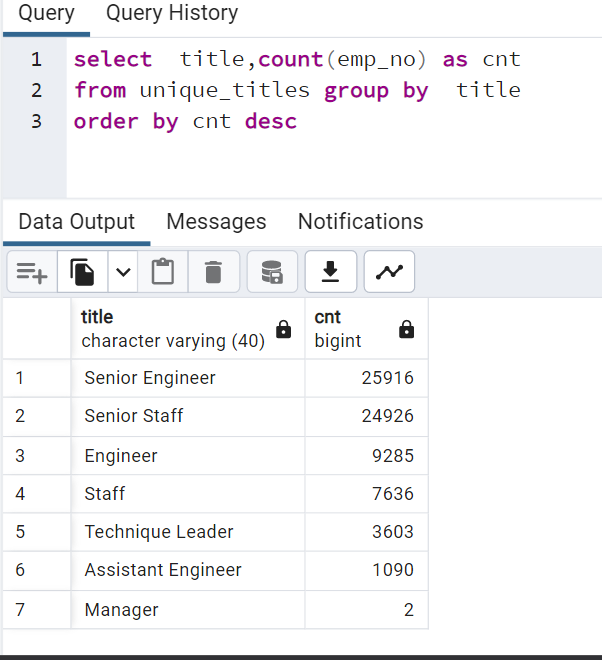 Query Query History
1 select  title,count(emp_no) as cnt
2 from unique_titles group by  title
3 order by cnt desc
Data Output Messages Notifications
title cnt
character varying (40) bigint
1 Senior Engineer 25916
2 Senior Staff 24926
3 Engineer 9285
4 Staff 7636
5 Technique Leader 3603
6 Assistant Engineer 1090
7 Manager 2